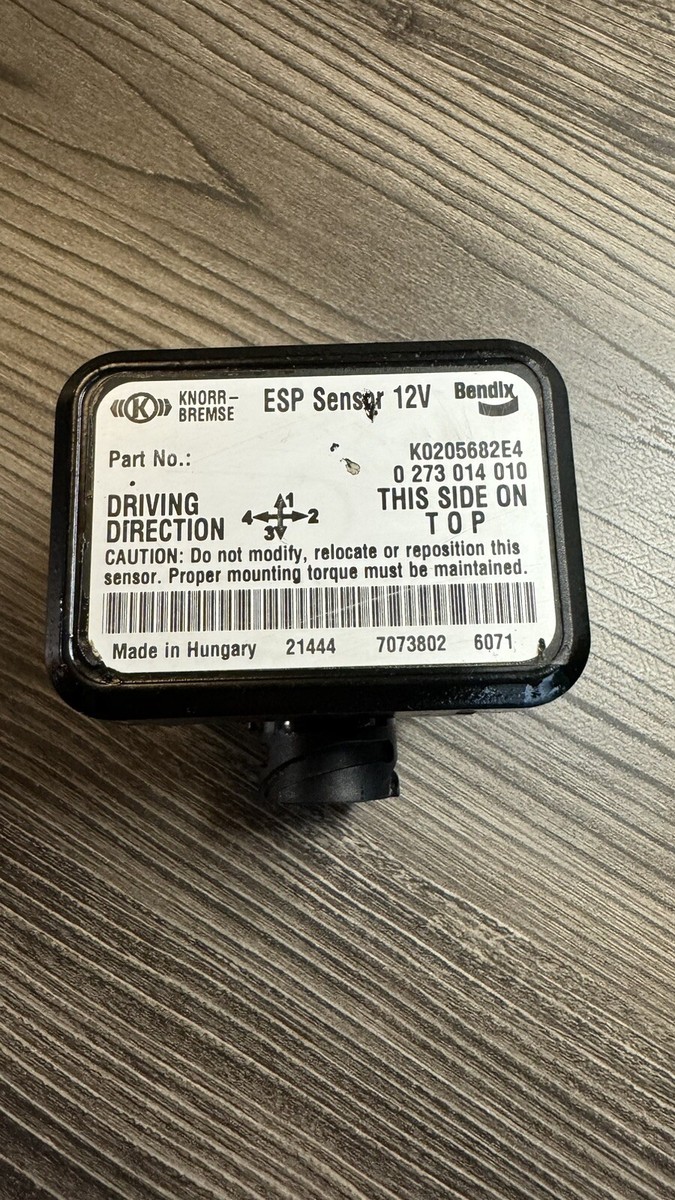 K KNORR-BREMSE ESP Sensor 12V Bendix
Part No.: K0205682E4
0 273 014 010
DRIVING DIRECTION 1 2 3 4
THIS SIDE ON
TOP
CAUTION: Do not modify, relocate or reposition this
sensor. Proper mounting torque must be maintained.
Made in Hungary 21444 7073802 6071